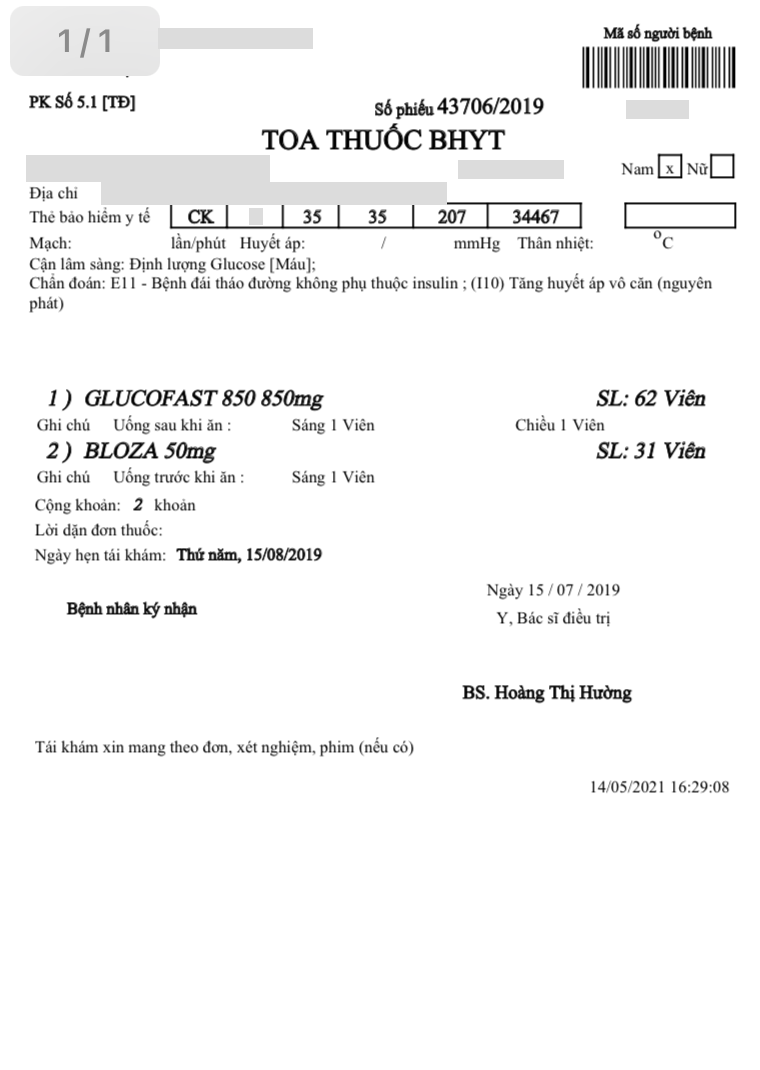 1/1
Mã số người bệnh
PK Số 5.1 [TĐ]
Số phiếu 43706/2019
TOA THUỐC BHYT
Nam x Nữ
Địa chỉ
Thẻ bảo hiểm y tế CK 35 35 207 34467
Mạch: lần/phút Huyết áp: / mmHg Thân nhiệt: °C
Cận lâm sàng: Định lượng Glucose [Máu];
Chẩn đoán: E11 - Bệnh đái tháo đường không phụ thuộc insulin ; (I10) Tăng huyết áp vô căn (nguyên
phát)
1 ) GLUCOFAST 850 850mg SL: 62 Viên
Ghi chú Uống sau khi ăn : Sáng 1 Viên Chiều 1 Viên
2 ) BLOZA 50mg SL: 31 Viên
Ghi chú Uống trước khi ăn : Sáng 1 Viên
Cộng khoản: 2 khoản
Lời dặn đơn thuốc:
Ngày hẹn tái khám: Thứ năm, 15/08/2019
Ngày 15 / 07 / 2019
Bệnh nhân ký nhận
Y, Bác sĩ điều trị
BS. Hoàng Thị Hường
Tái khám xin mang theo đơn, xét nghiệm, phim (nếu có)
14/05/2021 16:29:08